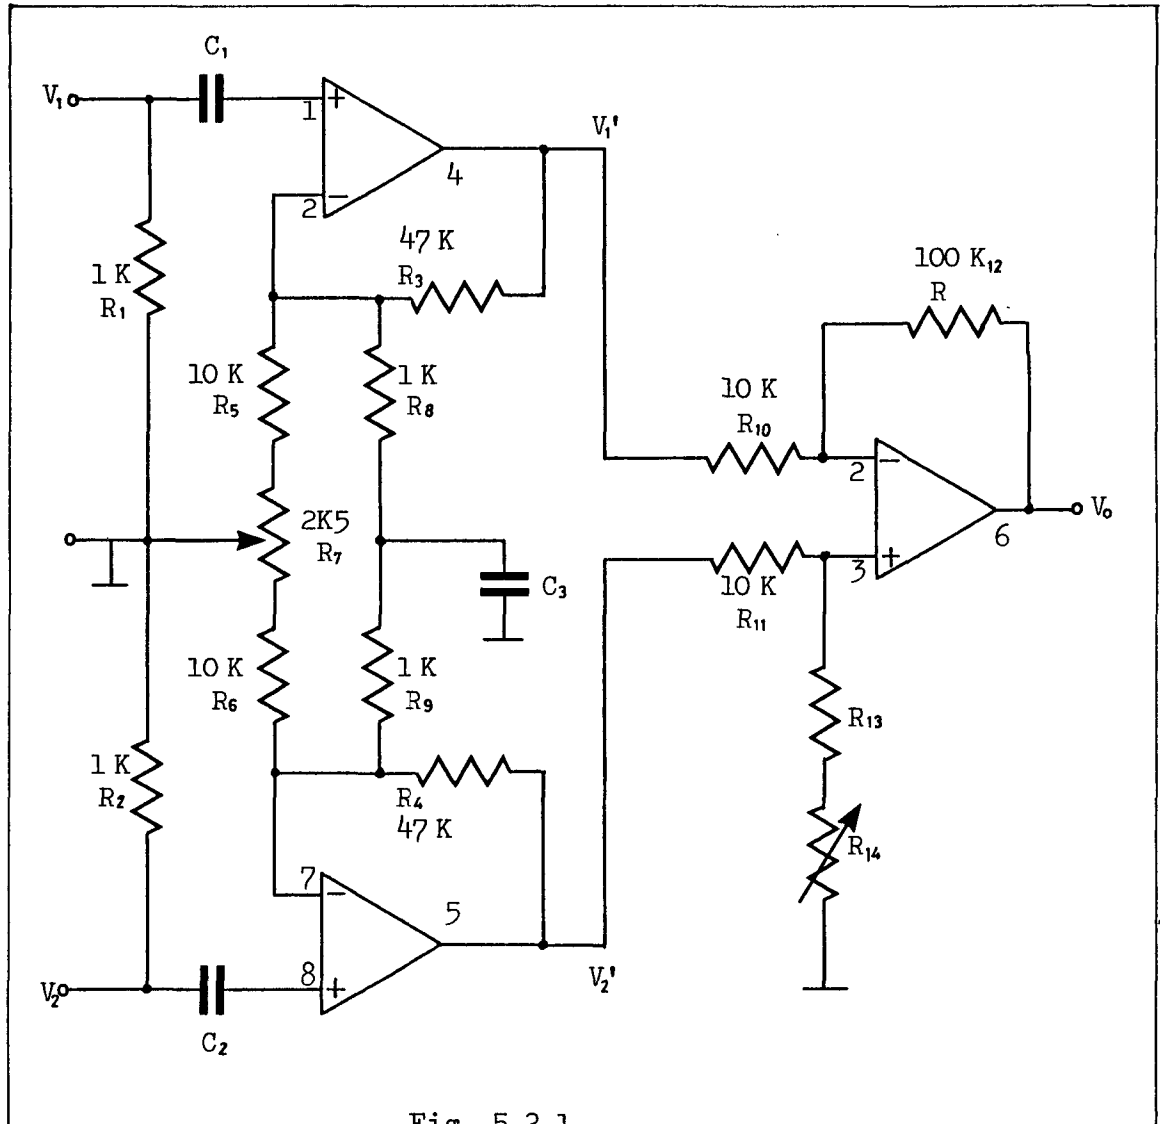 C₁
V₁
1
+
4
V₁'
2
−
47 K
R₃
100 K₁₂
R
1 K
R₁
10 K
R₅
1 K
R₈
10 K
R₁₀
2
−
2K5
R₇
V₀
6
C₃
3
+
10 K
R₁₁
10 K
R₆
1 K
R₉
R₁₃
1 K
R₂
R₄
47 K
R₁₄
7
−
5
8
+
V₂
V₂'
C₂